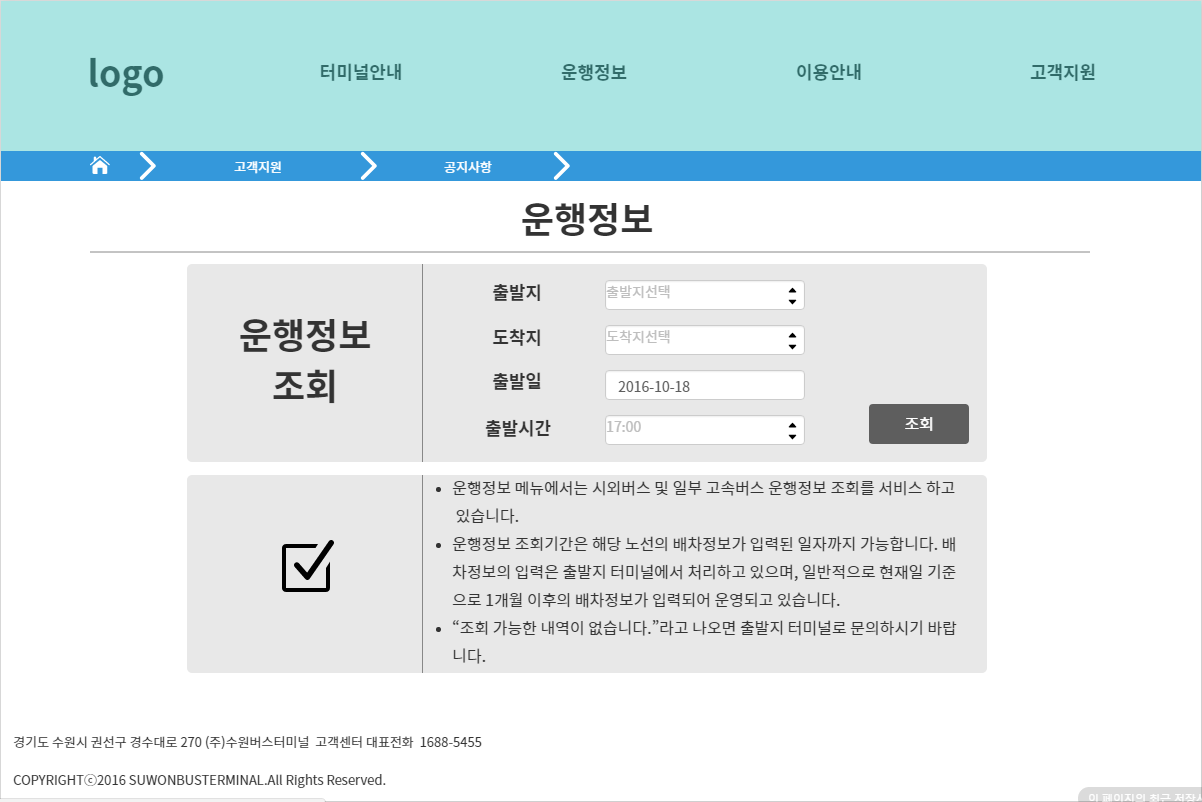 logo
터미널안내
운행정보
이용안내
고객지원
고객지원
공지사항
운행정보
운행정보
조회
출발지
출발지선택
도착지
도착지선택
출발일
2016-10-18
출발시간
17:00
조회
운행정보 메뉴에서는 시외버스 및 일부 고속버스 운행정보 조회를 서비스 하고
있습니다.
운행정보 조회기간은 해당 노선의 배차정보가 입력된 일자까지 가능합니다. 배
차정보의 입력은 출발지 터미널에서 처리하고 있으며, 일반적으로 현재일 기준
으로 1개월 이후의 배차정보가 입력되어 운영되고 있습니다.
“조회 가능한 내역이 없습니다.”라고 나오면 출발지 터미널로 문의하시기 바랍
니다.
경기도 수원시 권선구 경수대로 270 (주)수원버스터미널 고객센터 대표전화 1688-5455
COPYRIGHTⓒ2016 SUWONBUSTERMINAL.All Rights Reserved.
이 페이지의 최근 저장